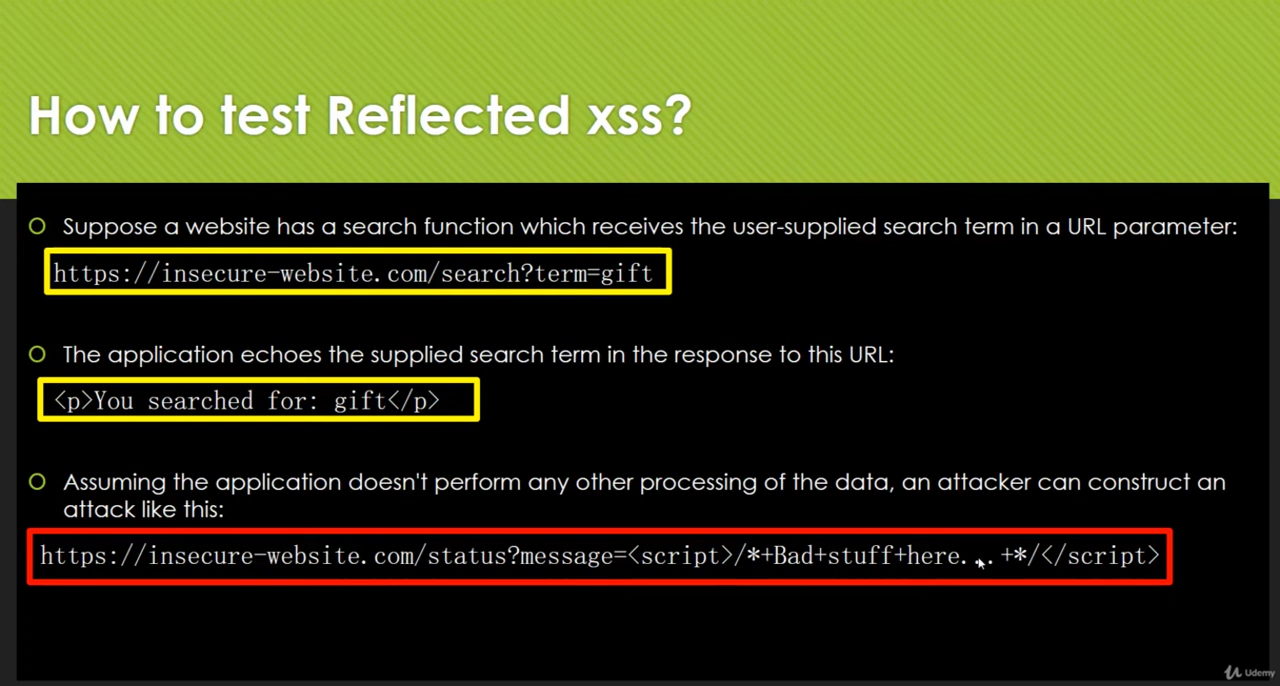 How to test Reflected xss?
Suppose a website has a search function which receives the user-supplied search term in a URL parameter:
https://insecure-website.com/search?term=gift
The application echoes the supplied search term in the response to this URL:
<p>You searched for: gift</p>
Assuming the application doesn't perform any other processing of the data, an attacker can construct an
attack like this:
https://insecure-website.com/status?message=<script>/*+Bad+stuff+here...+*/</script>
Udemy